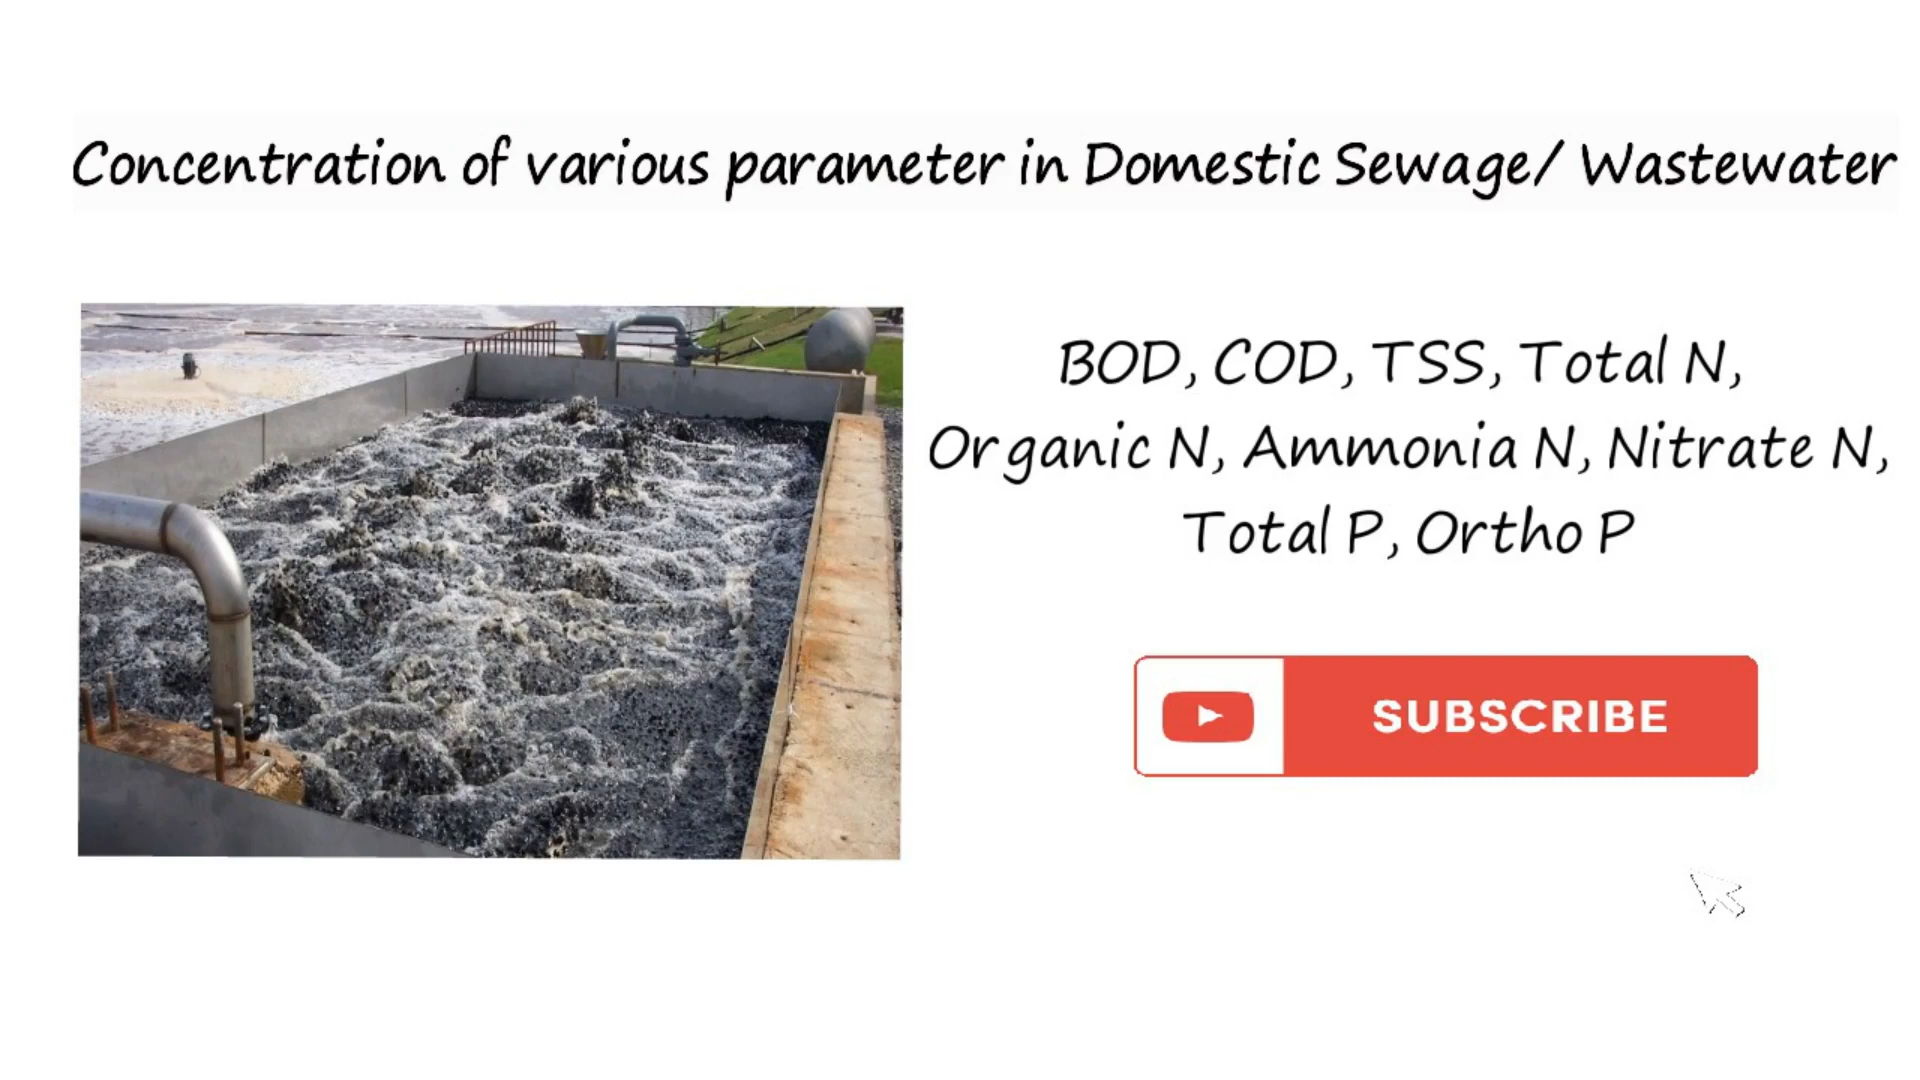 Concentration of various parameter in Domestic Sewage/ Wastewater
BOD, COD, TSS, Total N,
Organic N, Ammonia N, Nitrate N,
Total P, Ortho P
SUBSCRIBE